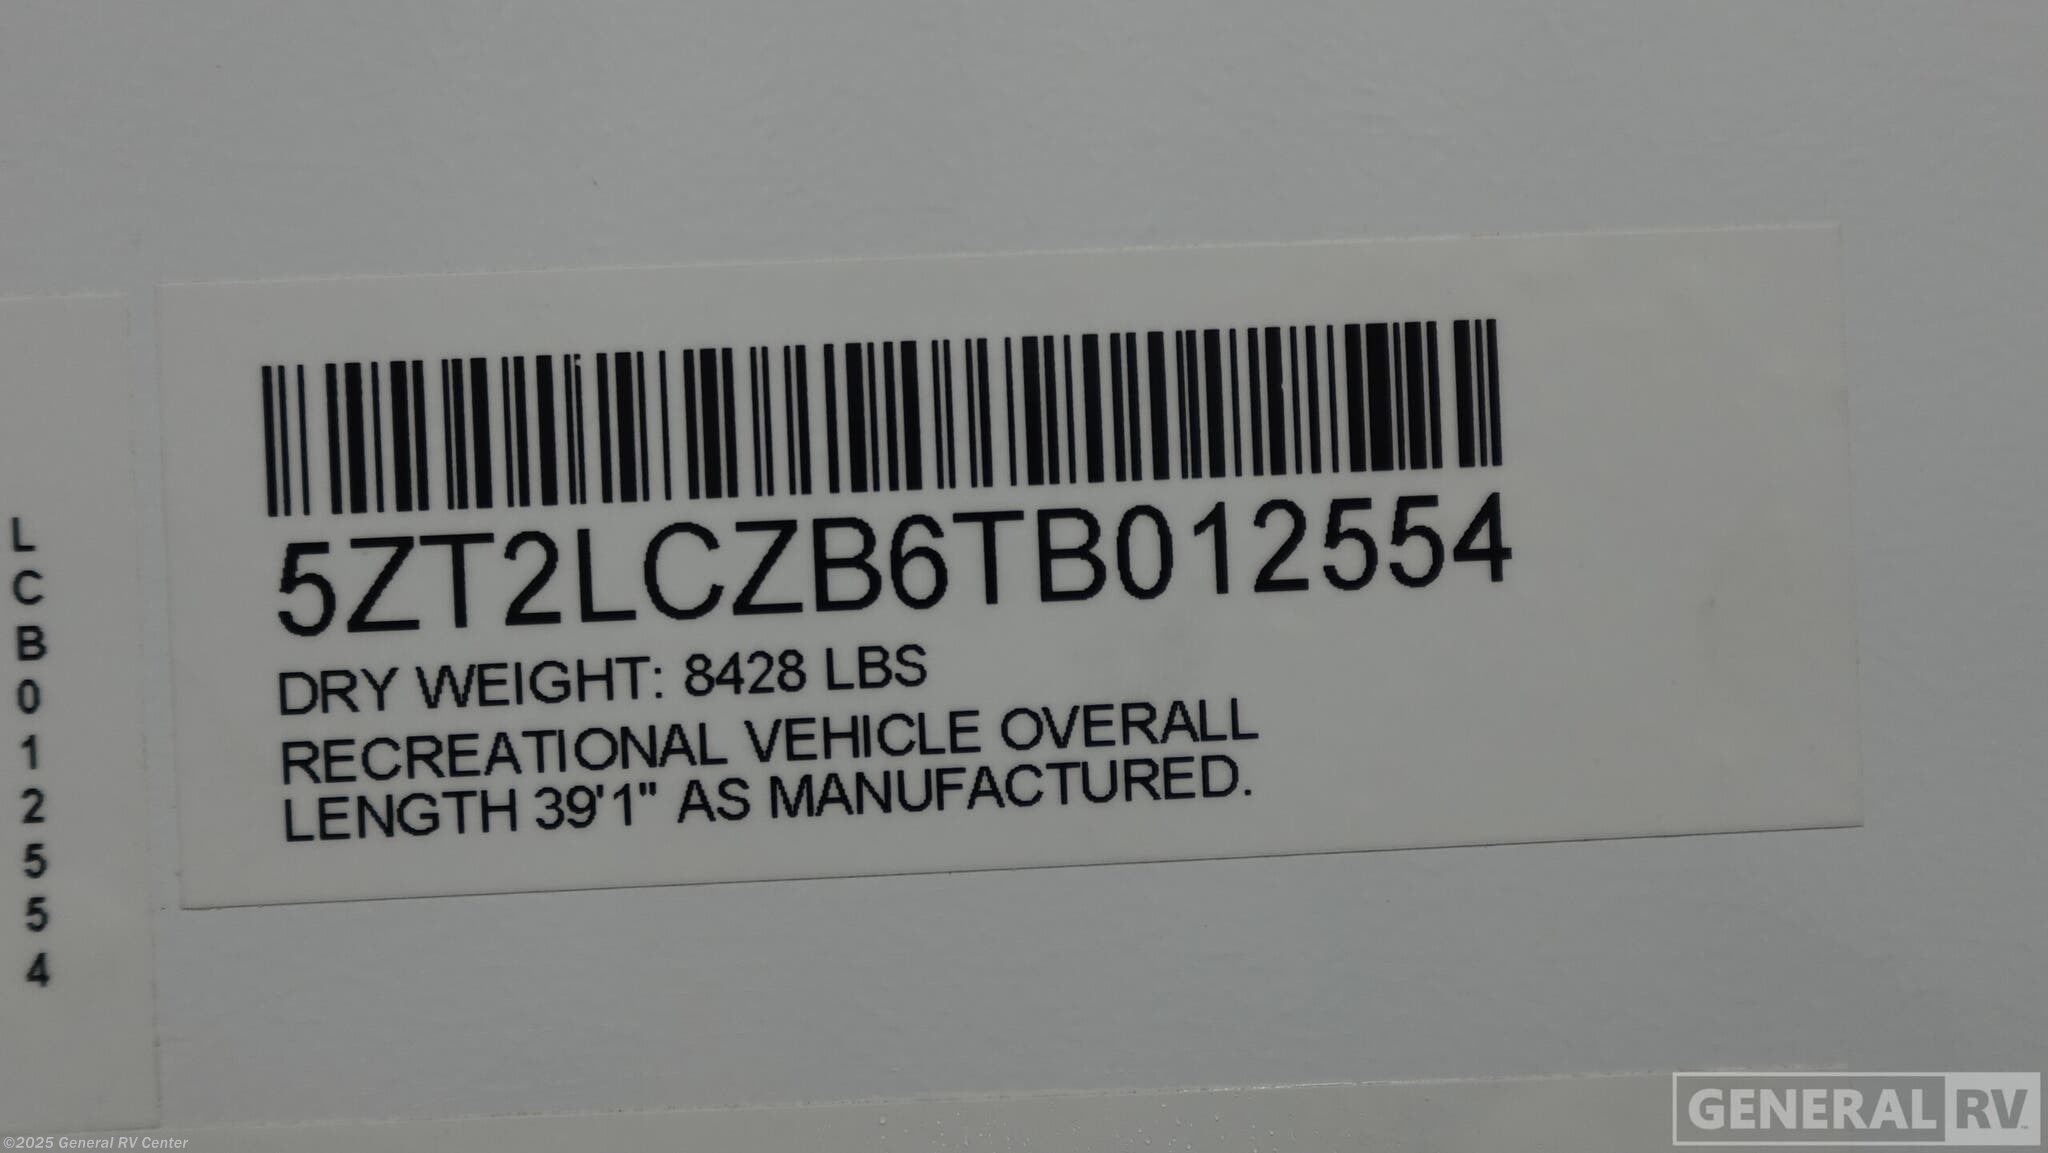 5ZT2LCZB6TB012554
DRY WEIGHT: 8428 LBS
RECREATIONAL VEHICLE OVERALL
LENGTH 39'1" AS MANUFACTURED.
L
C
B
0
1
2
5
5
4
GENERAL RV
©2025 General RV Center